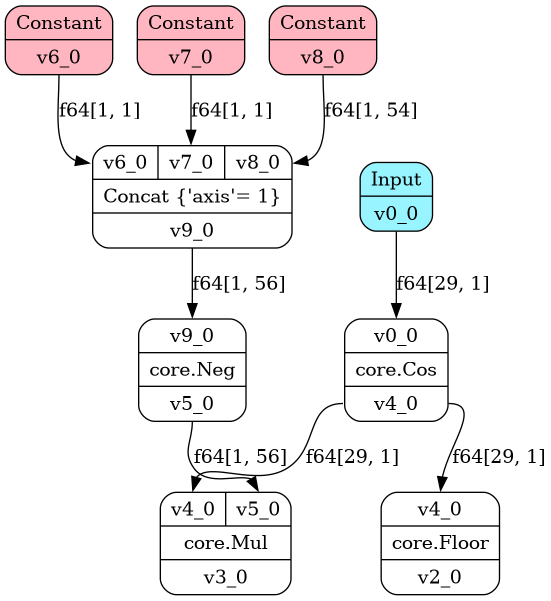 Constant
v6_0
Constant
v7_0
Constant
v8_0
f64[1, 1]
f64[1, 1]
f64[1, 54]
v6_0 v7_0 v8_0
Concat {'axis'= 1}
v9_0
Input
v0_0
f64[1, 56]
f64[29, 1]
v9_0
core.Neg
v5_0
v0_0
core.Cos
v4_0
f64[1, 56]
f64[29, 1]
f64[29, 1]
v4_0 v5_0
core.Mul
v3_0
v4_0
core.Floor
v2_0